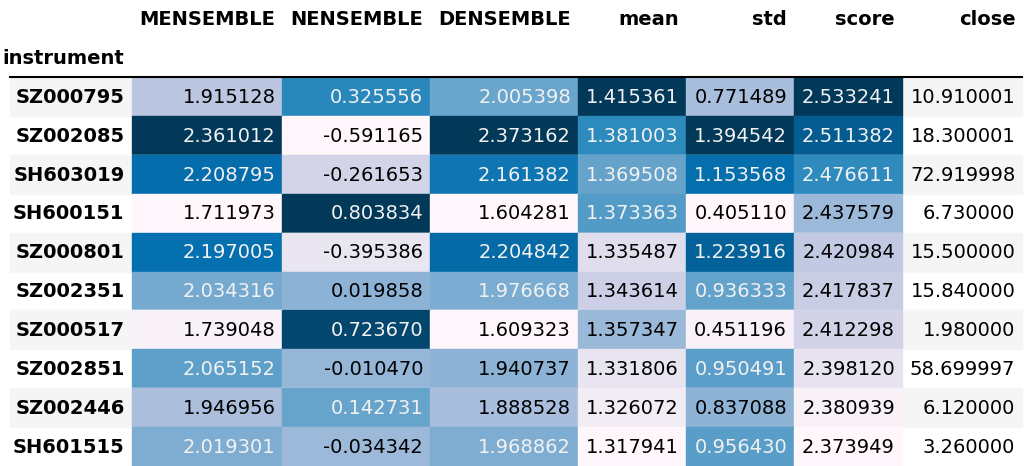 MENSEMBLE NENSEMBLE DENSEMBLE mean std score close
instrument
SZ000795 1.915128 0.325556 2.005398 1.415361 0.771489 2.533241 10.910001
SZ002085 2.361012 -0.591165 2.373162 1.381003 1.394542 2.511382 18.300001
SH603019 2.208795 -0.261653 2.161382 1.369508 1.153568 2.476611 72.919998
SH600151 1.711973 0.803834 1.604281 1.373363 0.405110 2.437579 6.730000
SZ000801 2.197005 -0.395386 2.204842 1.335487 1.223916 2.420984 15.500000
SZ002351 2.034316 0.019858 1.976668 1.343614 0.936333 2.417837 15.840000
SZ000517 1.739048 0.723670 1.609323 1.357347 0.451196 2.412298 1.980000
SZ002851 2.065152 -0.010470 1.940737 1.331806 0.950491 2.398120 58.699997
SZ002446 1.946956 0.142731 1.888528 1.326072 0.837088 2.380939 6.120000
SH601515 2.019301 -0.034342 1.968862 1.317941 0.956430 2.373949 3.260000